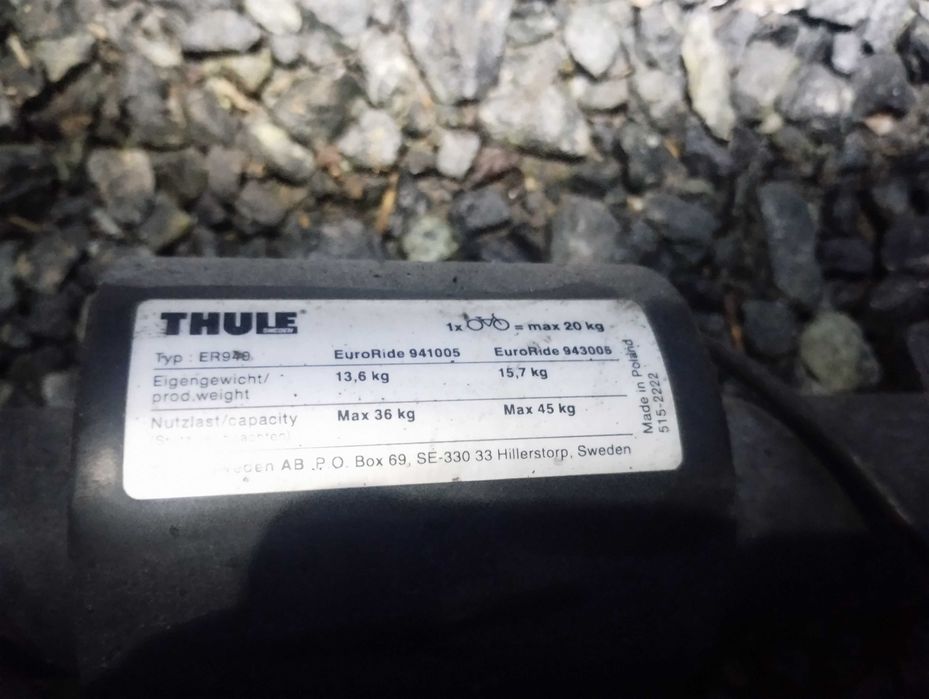 THULE
SWEDEN
1x = max 20 kg
Typ : EuroRide 941005 EuroRide 943005
Eigengewicht/ 13,6 kg 15,7 kg
prod.weight
Nutzlast/capacity Max 36 kg Max 45 kg
AB P.O. Box 69, SE-330 33 Hillerstorp, Sweden
Made in Poland
515-2222